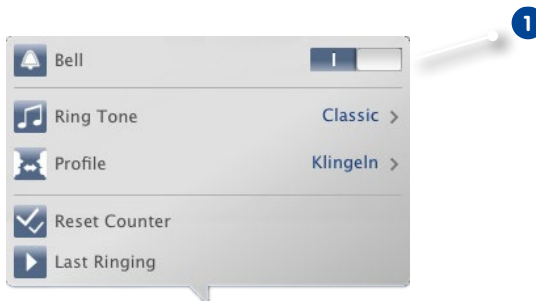 1
Bell
I
Ring Tone Classic >
Profile Klingeln >
Reset Counter
Last Ringing